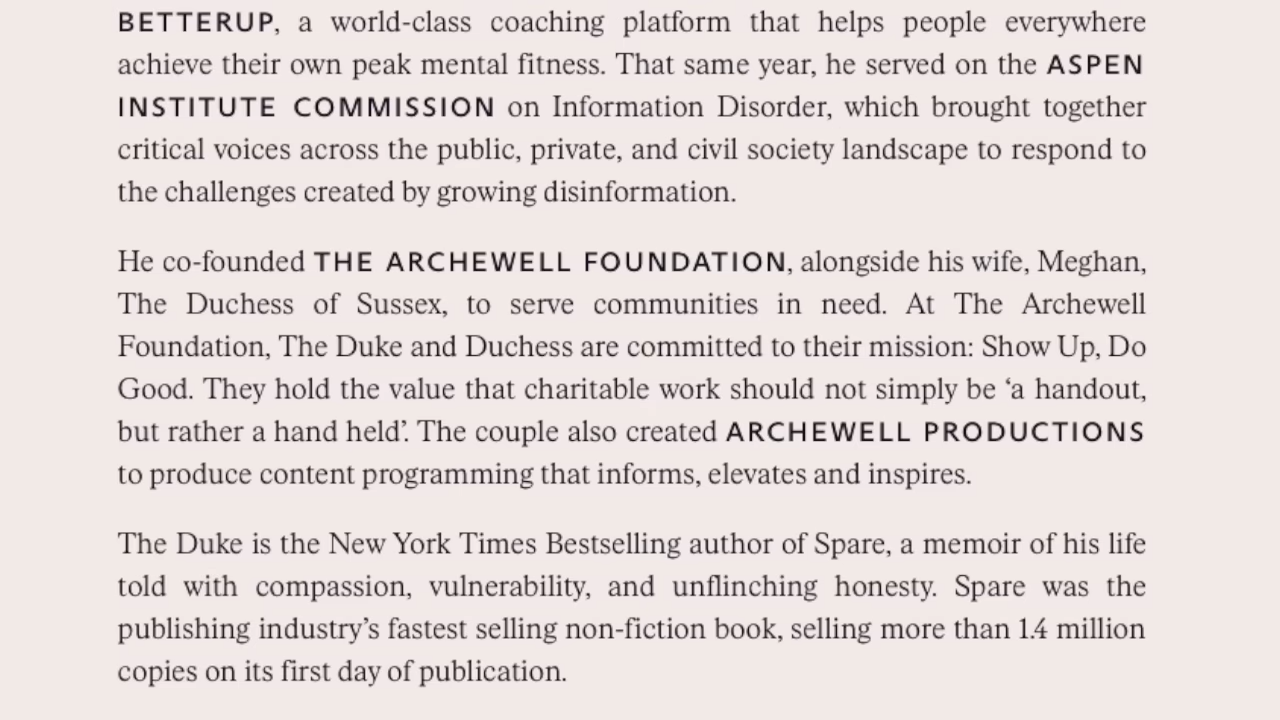 BETTERUP, a world-class coaching platform that helps people everywhere
achieve their own peak mental fitness. That same year, he served on the ASPEN
INSTITUTE COMMISSION on Information Disorder, which brought together
critical voices across the public, private, and civil society landscape to respond to
the challenges created by growing disinformation.
He co-founded THE ARCHEWELL FOUNDATION, alongside his wife, Meghan,
The Duchess of Sussex, to serve communities in need. At The Archewell
Foundation, The Duke and Duchess are committed to their mission: Show Up, Do
Good. They hold the value that charitable work should not simply be ‘a handout,
but rather a hand held’. The couple also created ARCHEWELL PRODUCTIONS
to produce content programming that informs, elevates and inspires.
The Duke is the New York Times Bestselling author of Spare, a memoir of his life
told with compassion, vulnerability, and unflinching honesty. Spare was the
publishing industry’s fastest selling non-fiction book, selling more than 1.4 million
copies on its first day of publication.